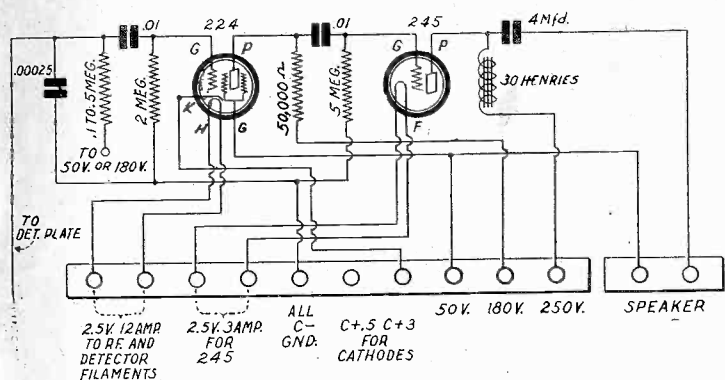 .01
224
.01
245
4 Mfd.
G
P
G
P
.00025
.1 TO.5 MEG.
2 MEG.
50,000 Ω
5 MEG.
30 HENRIES
K
H
G
F
TO
50V. OR 180V.
TO
DET. PLATE
2.5V. 12 AMP.
TO R.F. AND
DETECTOR
FILAMENTS
2.5V. 3 AMP.
FOR
245
ALL
C-
GND.
C+.5 C+3
FOR
CATHODES
50V.
180V.
250V.
SPEAKER